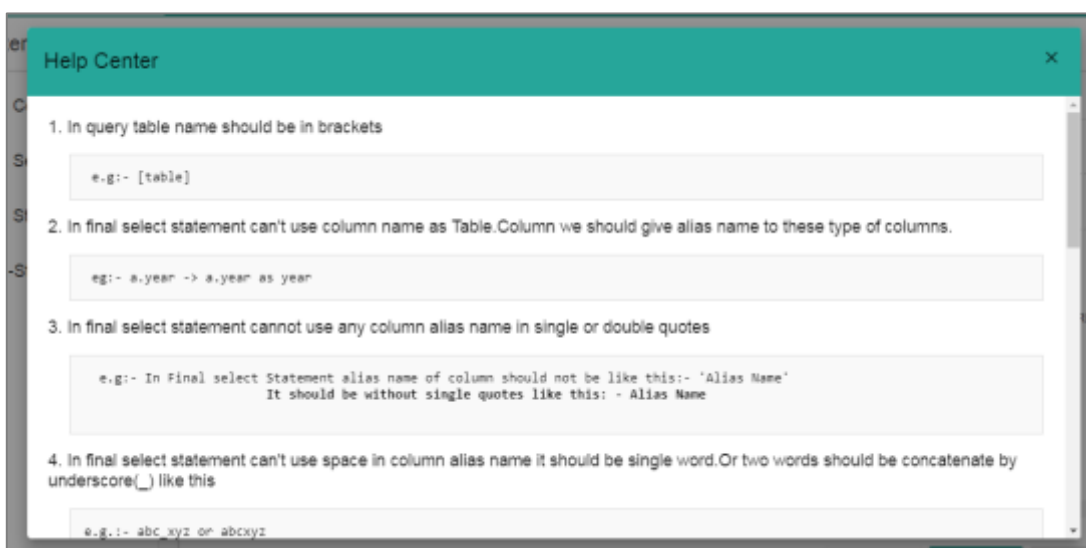 er
Help Center ×
C
1. In query table name should be in brackets
Se
e.g:- [table]
St
2. In final select statement can't use column name as Table.Column we should give alias name to these type of columns.
-S
eg:- a.year -> a.year as year
3. In final select statement cannot use any column alias name in single or double quotes
e.g:- In Final select Statement alias name of column should not be like this:- 'Alias Name'
It should be without single quotes like this: - Alias Name
4. In final select statement can't use space in column alias name it should be single word.Or two words should be concatenate by
underscore(_) like this
e.g.:- abc_xyz or abcxyz